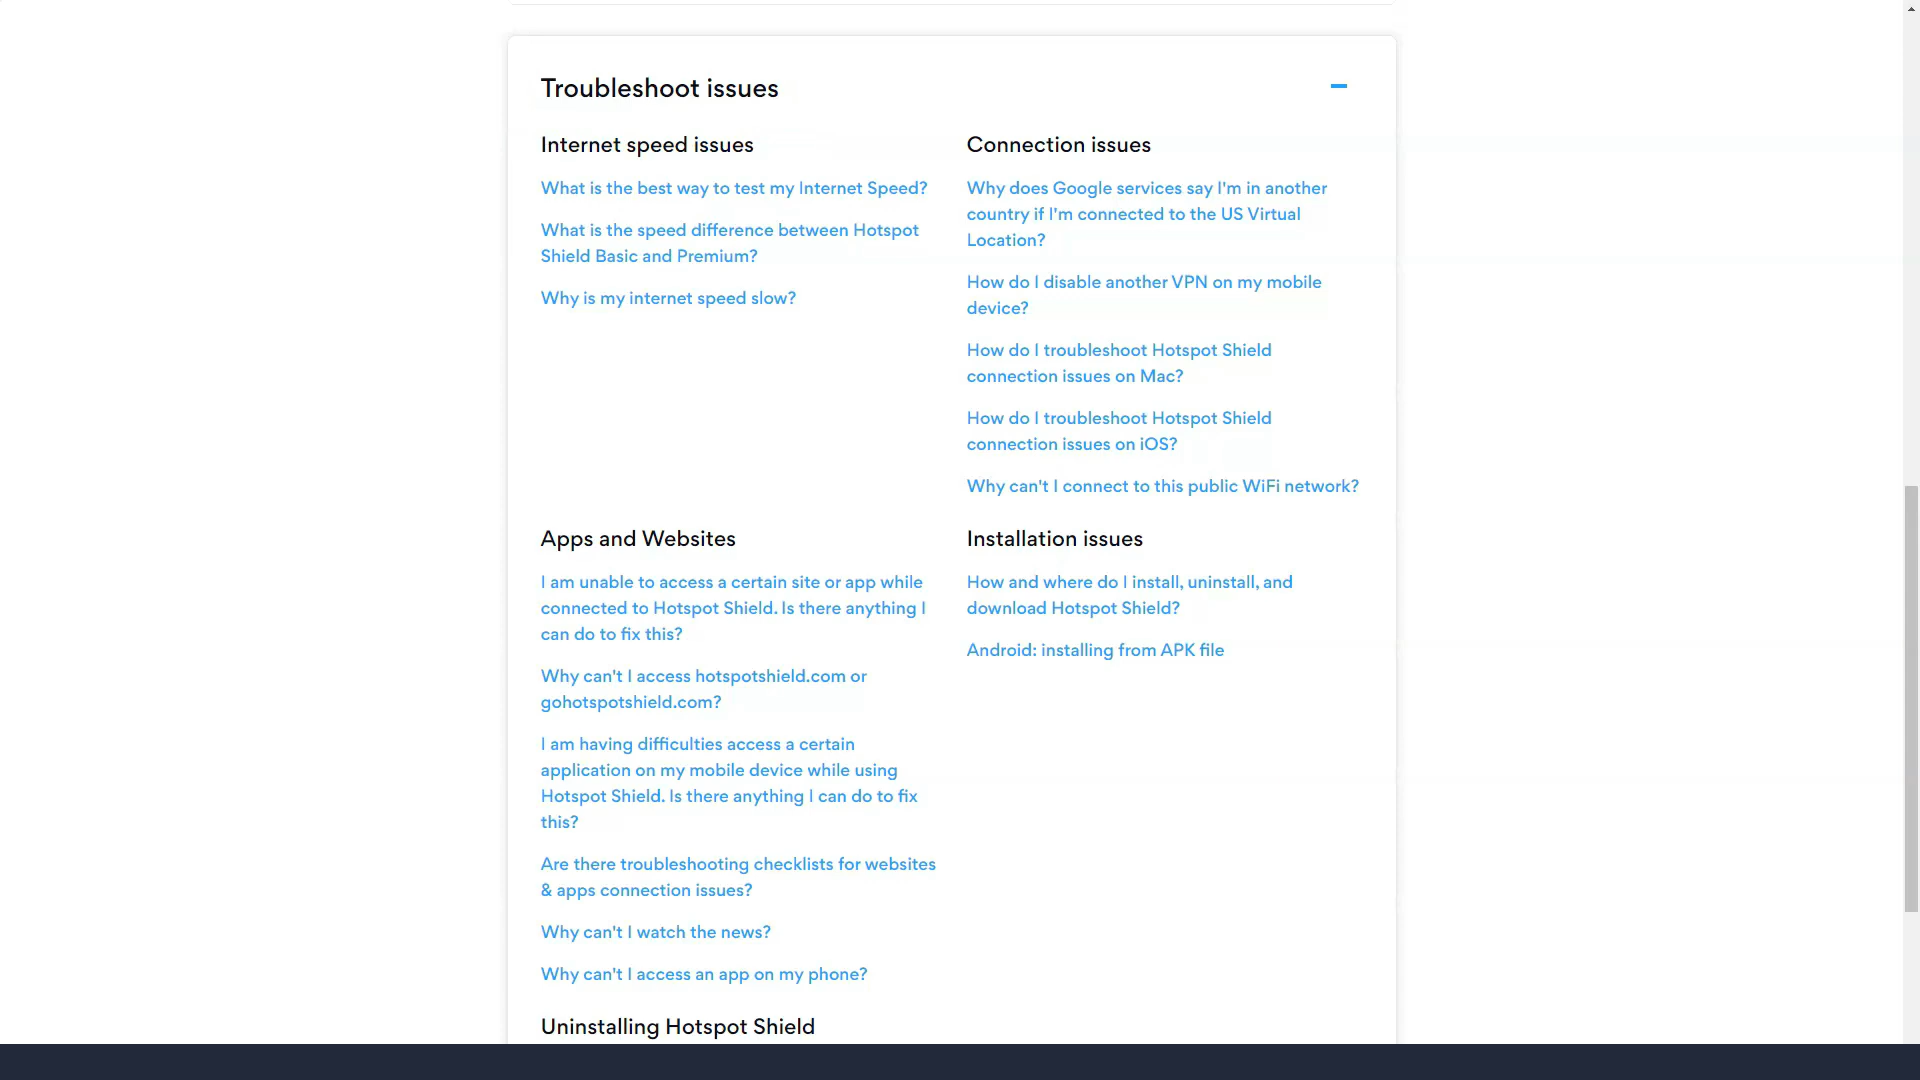 Troubleshoot issues
Internet speed issues
What is the best way to test my Internet Speed?
What is the speed difference between Hotspot
Shield Basic and Premium?
Why is my internet speed slow?
Connection issues
Why does Google services say I'm in another
country if I'm connected to the US Virtual
Location?
How do I disable another VPN on my mobile
device?
How do I troubleshoot Hotspot Shield
connection issues on Mac?
How do I troubleshoot Hotspot Shield
connection issues on iOS?
Why can't I connect to this public WiFi network?
Apps and Websites
I am unable to access a certain site or app while
connected to Hotspot Shield. Is there anything I
can do to fix this?
Why can't I access hotspotshield.com or
gohotspotshield.com?
I am having difficulties access a certain
application on my mobile device while using
Hotspot Shield. Is there anything I can do to fix
this?
Are there troubleshooting checklists for websites
& apps connection issues?
Why can't I watch the news?
Why can't I access an app on my phone?
Installation issues
How and where do I install, uninstall, and
download Hotspot Shield?
Android: installing from APK file
Uninstalling Hotspot Shield